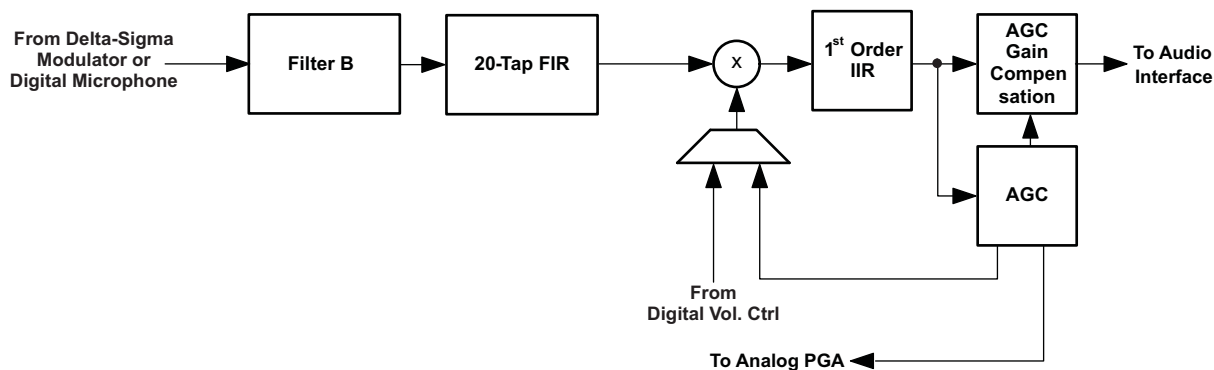 From Delta-Sigma
Modulator or
Digital Microphone
Filter B
20-Tap FIR
x
1st Order
IIR
AGC
Gain
Compen
sation
To Audio
Interface
AGC
From
Digital Vol. Ctrl
To Analog PGA